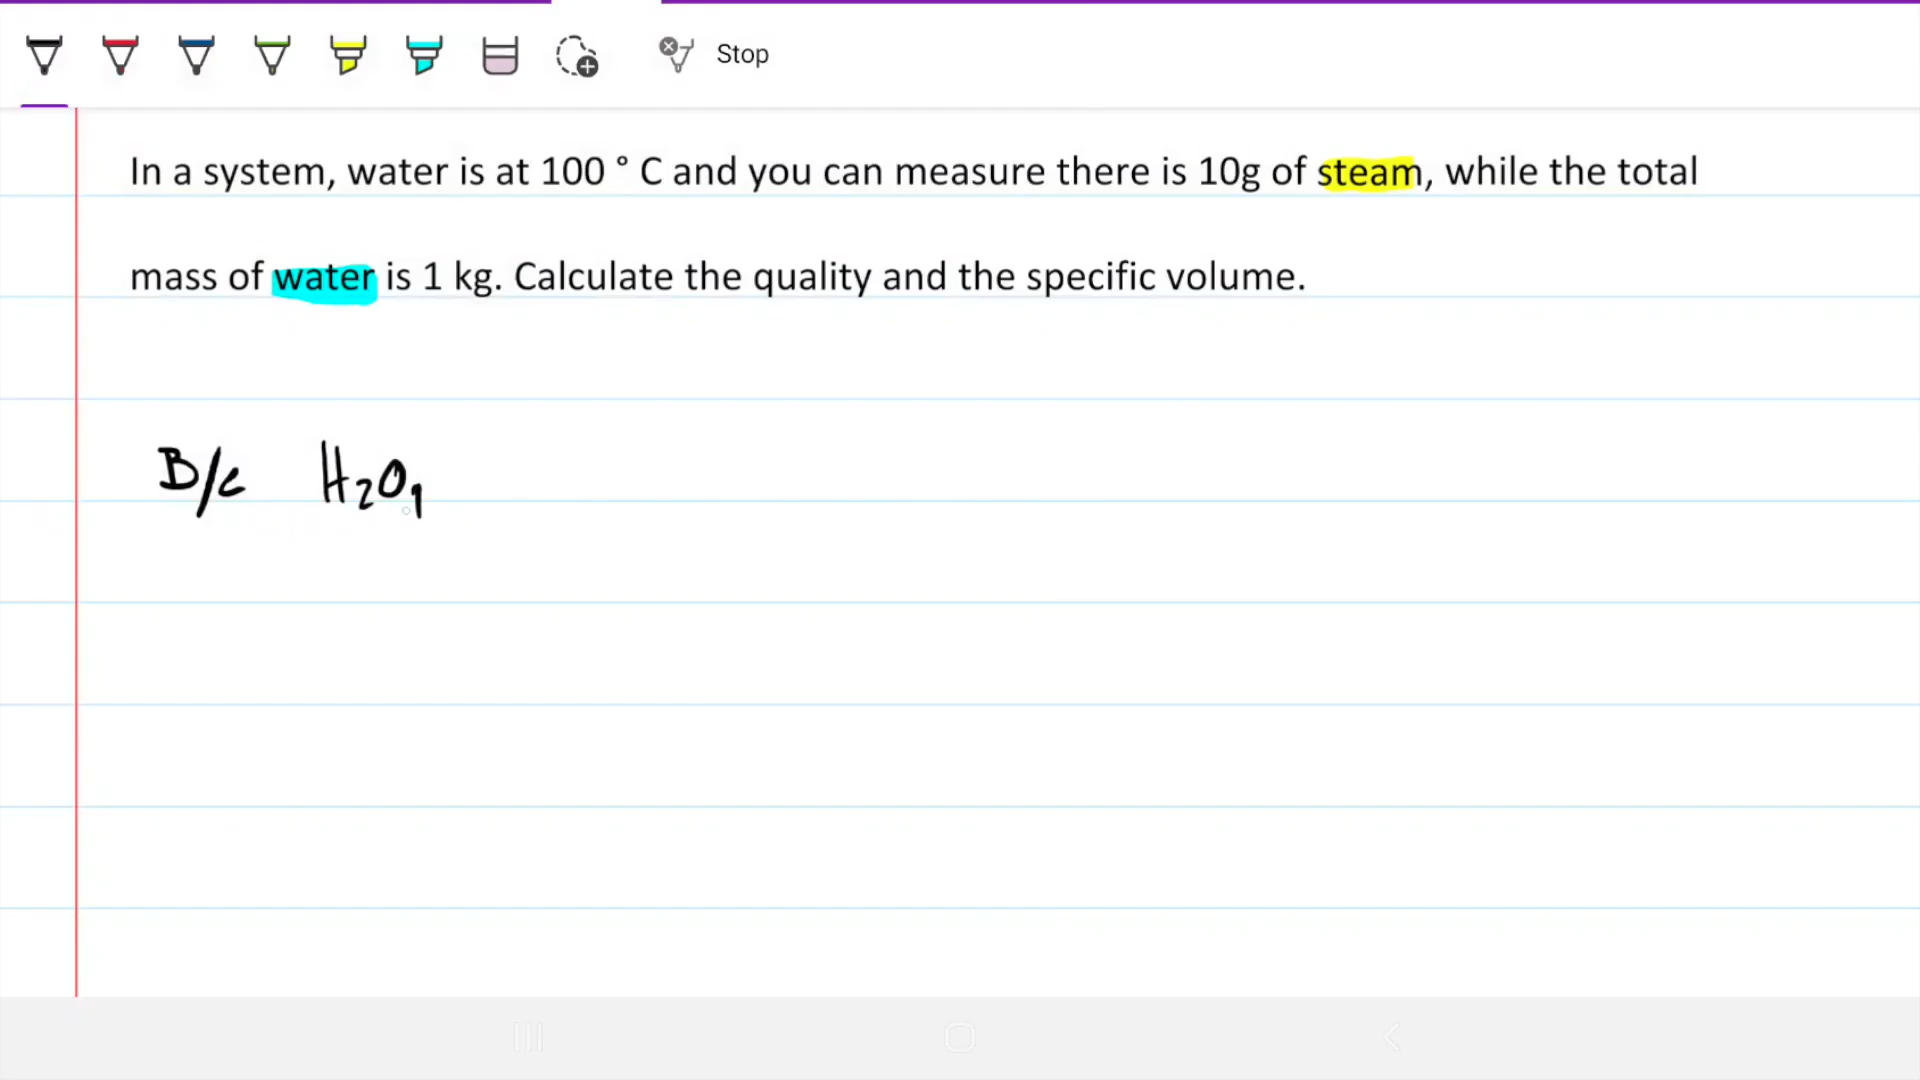 Stop
In a system, water is at 100 ° C and you can measure there is 10g of steam, while the total
mass of water is 1 kg. Calculate the quality and the specific volume.
B/c H₂O,